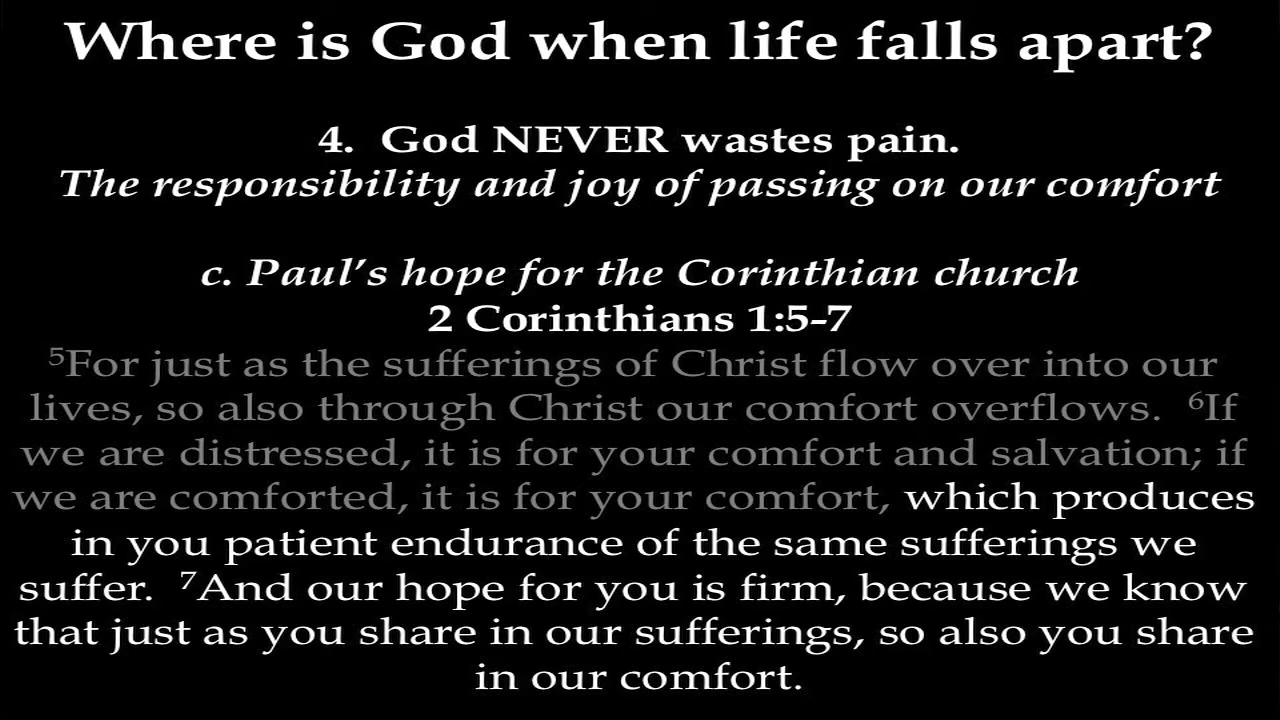 Where is God when life falls apart?
4.  God NEVER wastes pain.
The responsibility and joy of passing on our comfort
c. Paul’s hope for the Corinthian church
2 Corinthians 1:5-7
⁵For just as the sufferings of Christ flow over into our
lives, so also through Christ our comfort overflows.  ⁶If
we are distressed, it is for your comfort and salvation; if
we are comforted, it is for your comfort, which produces
in you patient endurance of the same sufferings we
suffer.  ⁷And our hope for you is firm, because we know
that just as you share in our sufferings, so also you share
in our comfort.